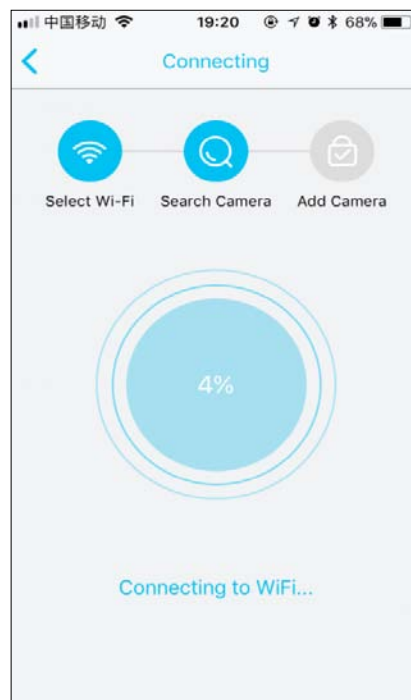 中国移动 19:20 68%
Connecting
Select Wi-Fi Search Camera Add Camera
4%
Connecting to WiFi...